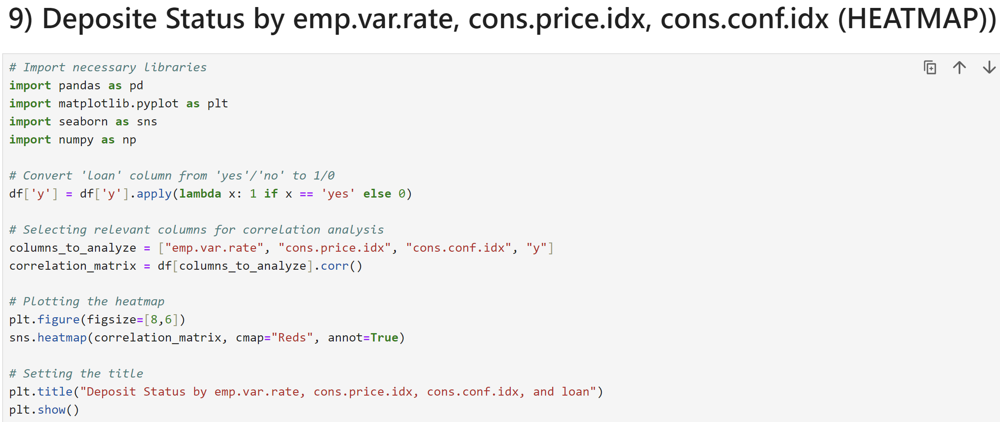 9) Deposite Status by emp.var.rate, cons.price.idx, cons.conf.idx (HEATMAP))
# Import necessary libraries
import pandas as pd
import matplotlib.pyplot as plt
import seaborn as sns
import numpy as np
# Convert 'loan' column from 'yes'/'no' to 1/0
df['y'] = df['y'].apply(lambda x: 1 if x == 'yes' else 0)
# Selecting relevant columns for correlation analysis
columns_to_analyze = ["emp.var.rate", "cons.price.idx", "cons.conf.idx", "y"]
correlation_matrix = df[columns_to_analyze].corr()
# Plotting the heatmap
plt.figure(figsize=[8,6])
sns.heatmap(correlation_matrix, cmap="Reds", annot=True)
# Setting the title
plt.title("Deposit Status by emp.var.rate, cons.price.idx, cons.conf.idx, and loan")
plt.show()